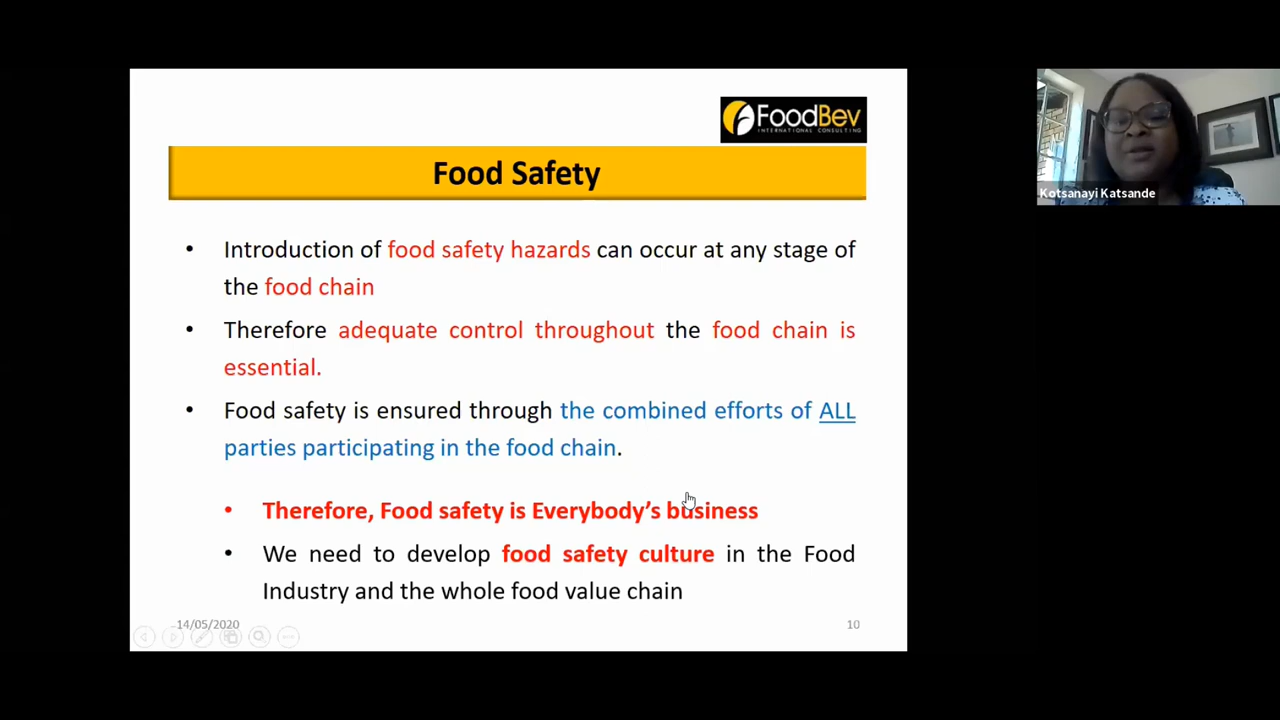 FoodBev
INTERNATIONAL CONSULTING
Food Safety
• Introduction of food safety hazards can occur at any stage of
the food chain
• Therefore adequate control throughout the food chain is
essential.
• Food safety is ensured through the combined efforts of ALL
parties participating in the food chain.
• Therefore, Food safety is Everybody's business
• We need to develop food safety culture in the Food
Industry and the whole food value chain
14/05/2020
10
Kotsanayi Katsande